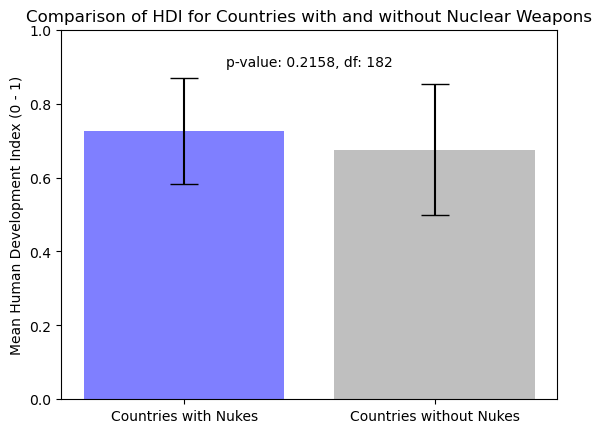 Comparison of HDI for Countries with and without Nuclear Weapons
p-value: 0.2158, df: 182
Mean Human Development Index (0 - 1)
1.0
0.8
0.6
0.4
0.2
0.0
Countries with Nukes
Countries without Nukes